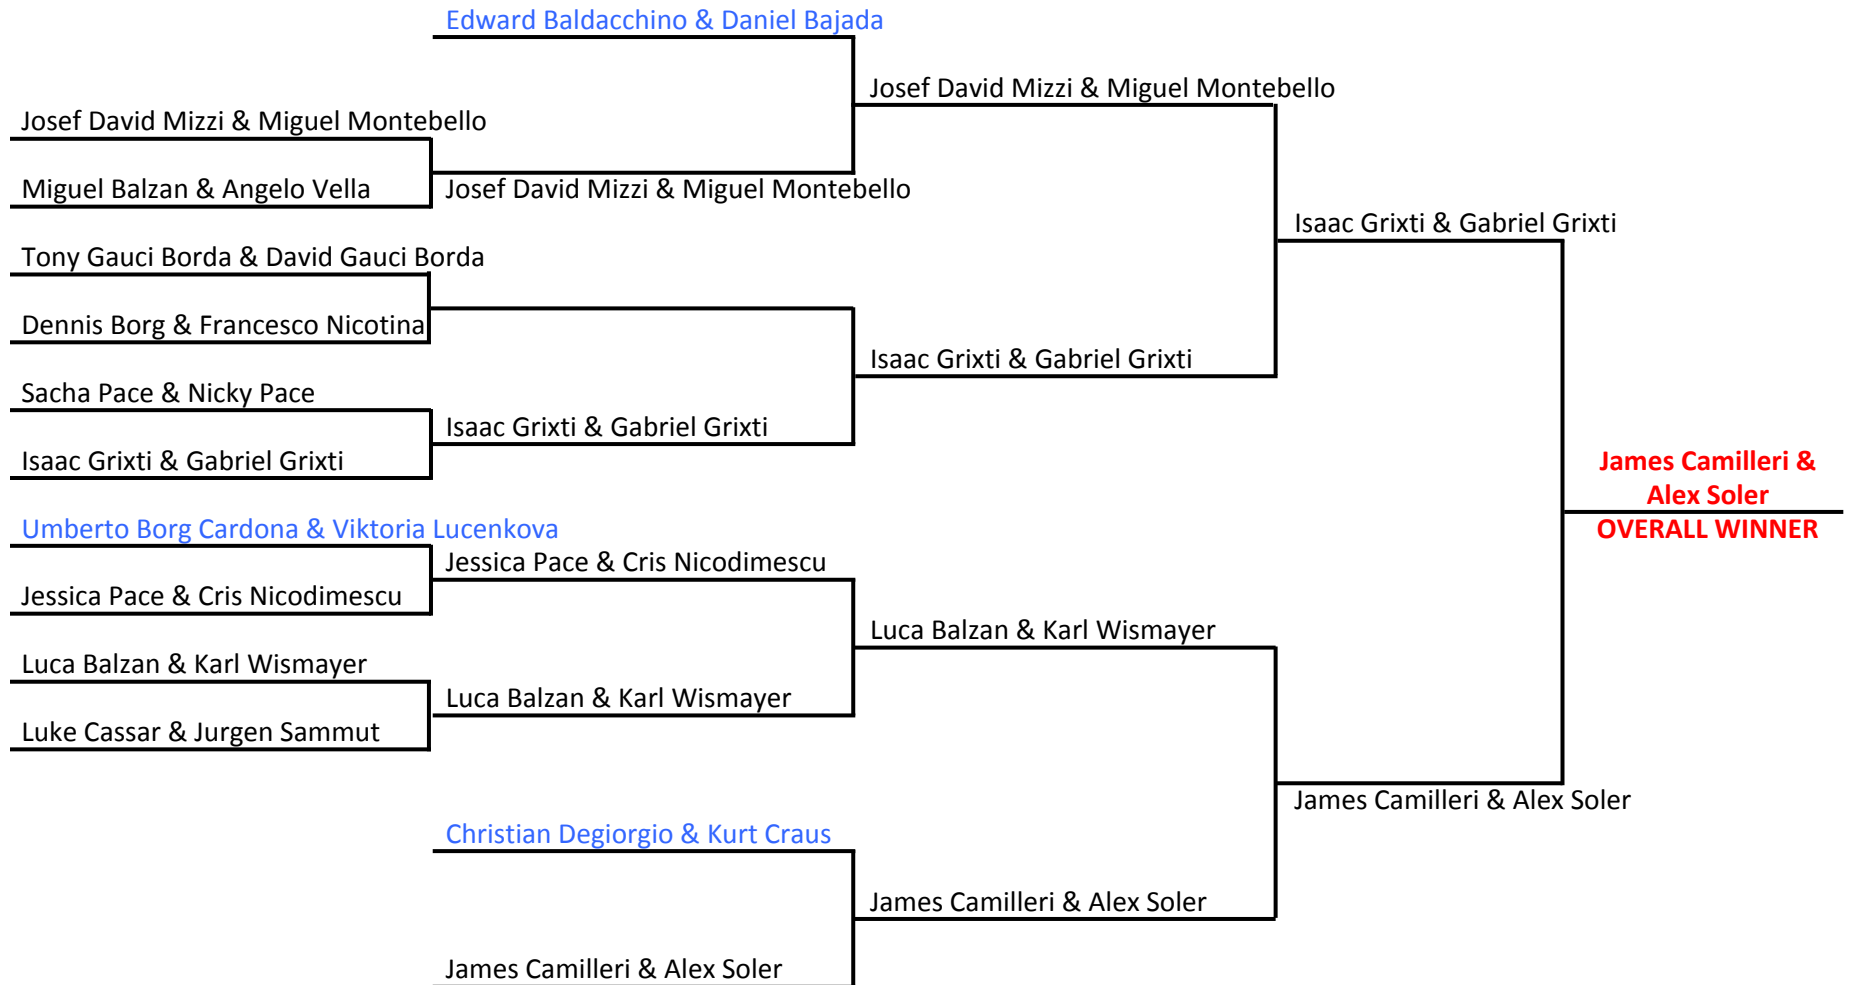 Edward Baldacchino & Daniel Bajada
Josef David Mizzi & Miguel Montebello
Josef David Mizzi & Miguel Montebello
Miguel Balzan & Angelo Vella
Josef David Mizzi & Miguel Montebello
Isaac Grixti & Gabriel Grixti
Tony Gauci Borda & David Gauci Borda
Dennis Borg & Francesco Nicotina
Isaac Grixti & Gabriel Grixti
Sacha Pace & Nicky Pace
Isaac Grixti & Gabriel Grixti
Isaac Grixti & Gabriel Grixti
James Camilleri &
Alex Soler
OVERALL WINNER
Umberto Borg Cardona & Viktoria Lucenkova
Jessica Pace & Cris Nicodimescu
Jessica Pace & Cris Nicodimescu
Luca Balzan & Karl Wismayer
Luca Balzan & Karl Wismayer
Luca Balzan & Karl Wismayer
Luke Cassar & Jurgen Sammut
James Camilleri & Alex Soler
Christian Degiorgio & Kurt Craus
James Camilleri & Alex Soler
James Camilleri & Alex Soler